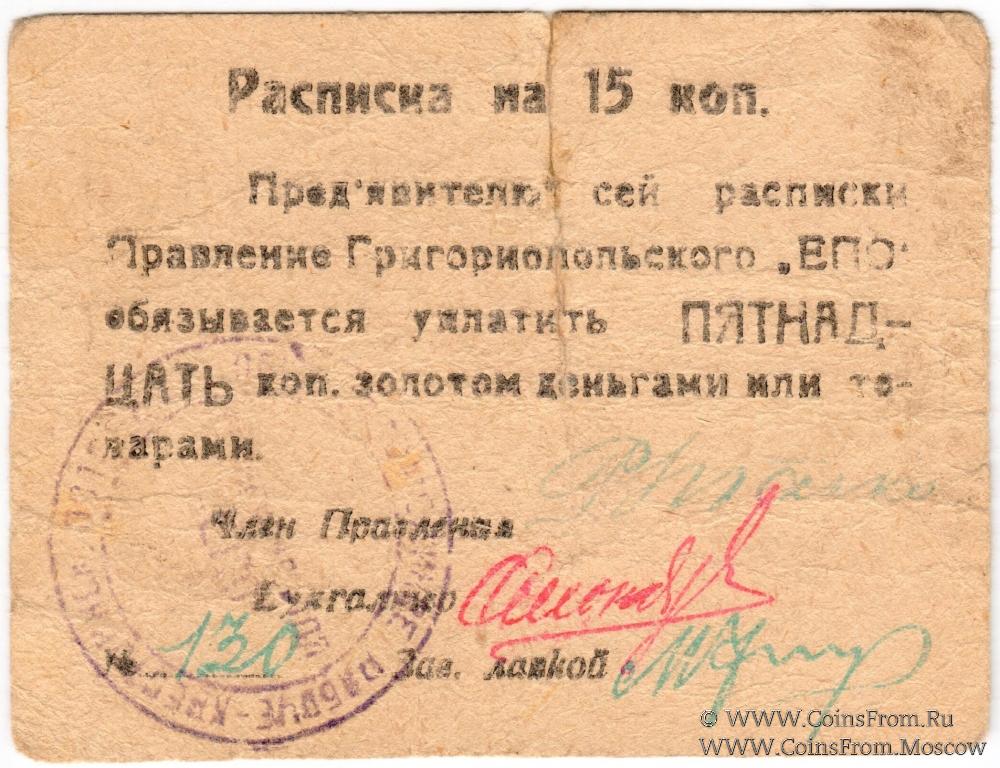 Расписка на 15 коп.
Пред'явителю сей расписки
Правление Григориопольского „ЕПО"
обязывается уплатить ПЯТНАД-
ЦАТЬ коп. золотом деньгами или то-
варами.
Член Правления
Бухгалтер
№ 130 Зав. лавкой
© WWW.CoinsFrom.Ru
WWW.CoinsFrom.Moscow